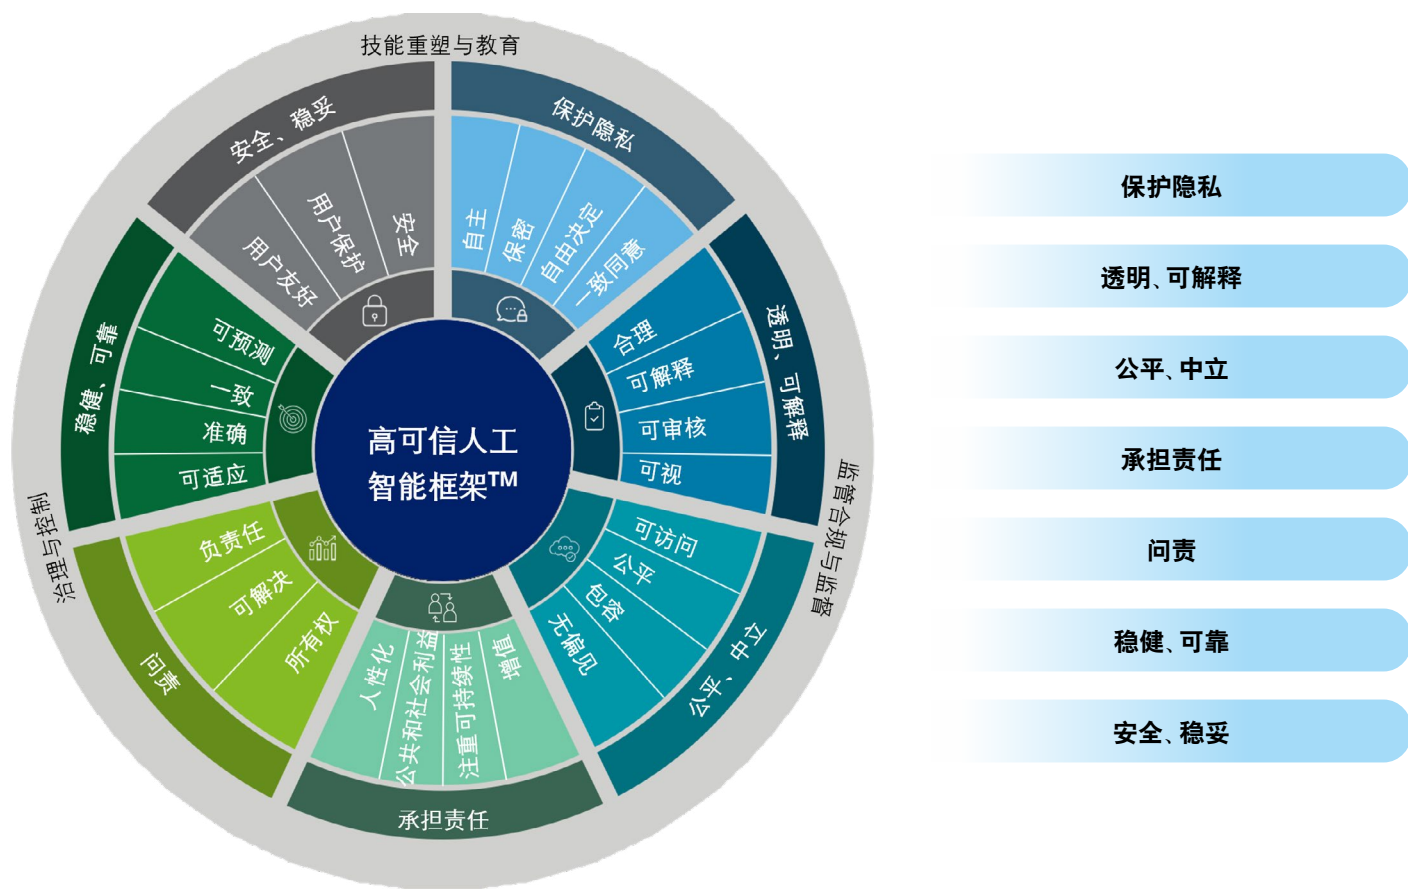 技能重塑与教育
保护隐私
自主
保密
自由决定
一致同意
透明、可解释
合理
可解释
可审核
可视
监管合规与监督
公平、中立
可访问
公平
包容
无偏见
承担责任
增值
注重可持续性
公共和社会利益
人性化
问责
所有权
可解决
负责任
治理与控制
稳健、可靠
可适应
准确
一致
可预测
安全、稳妥
用户友好
用户保护
安全
高可信人工
智能框架TM
保护隐私
透明、可解释
公平、中立
承担责任
问责
稳健、可靠
安全、稳妥